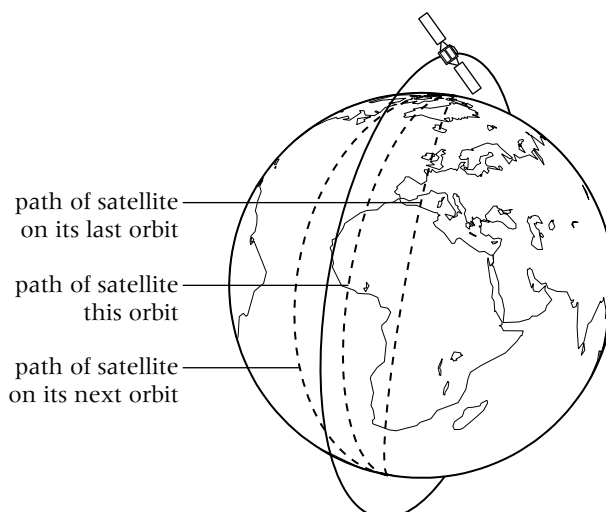 path of satellite
on its last orbit
path of satellite
this orbit
path of satellite
on its next orbit